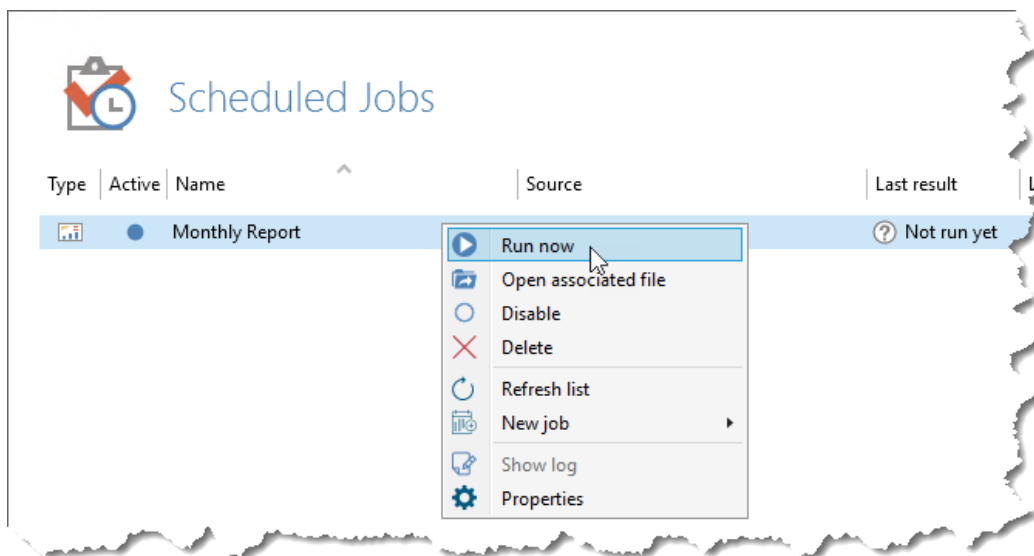 Scheduled Jobs
Type Active Name Source Last result L
Monthly Report Not run yet
Run now
Open associated file
Disable
Delete
Refresh list
New job
Show log
Properties